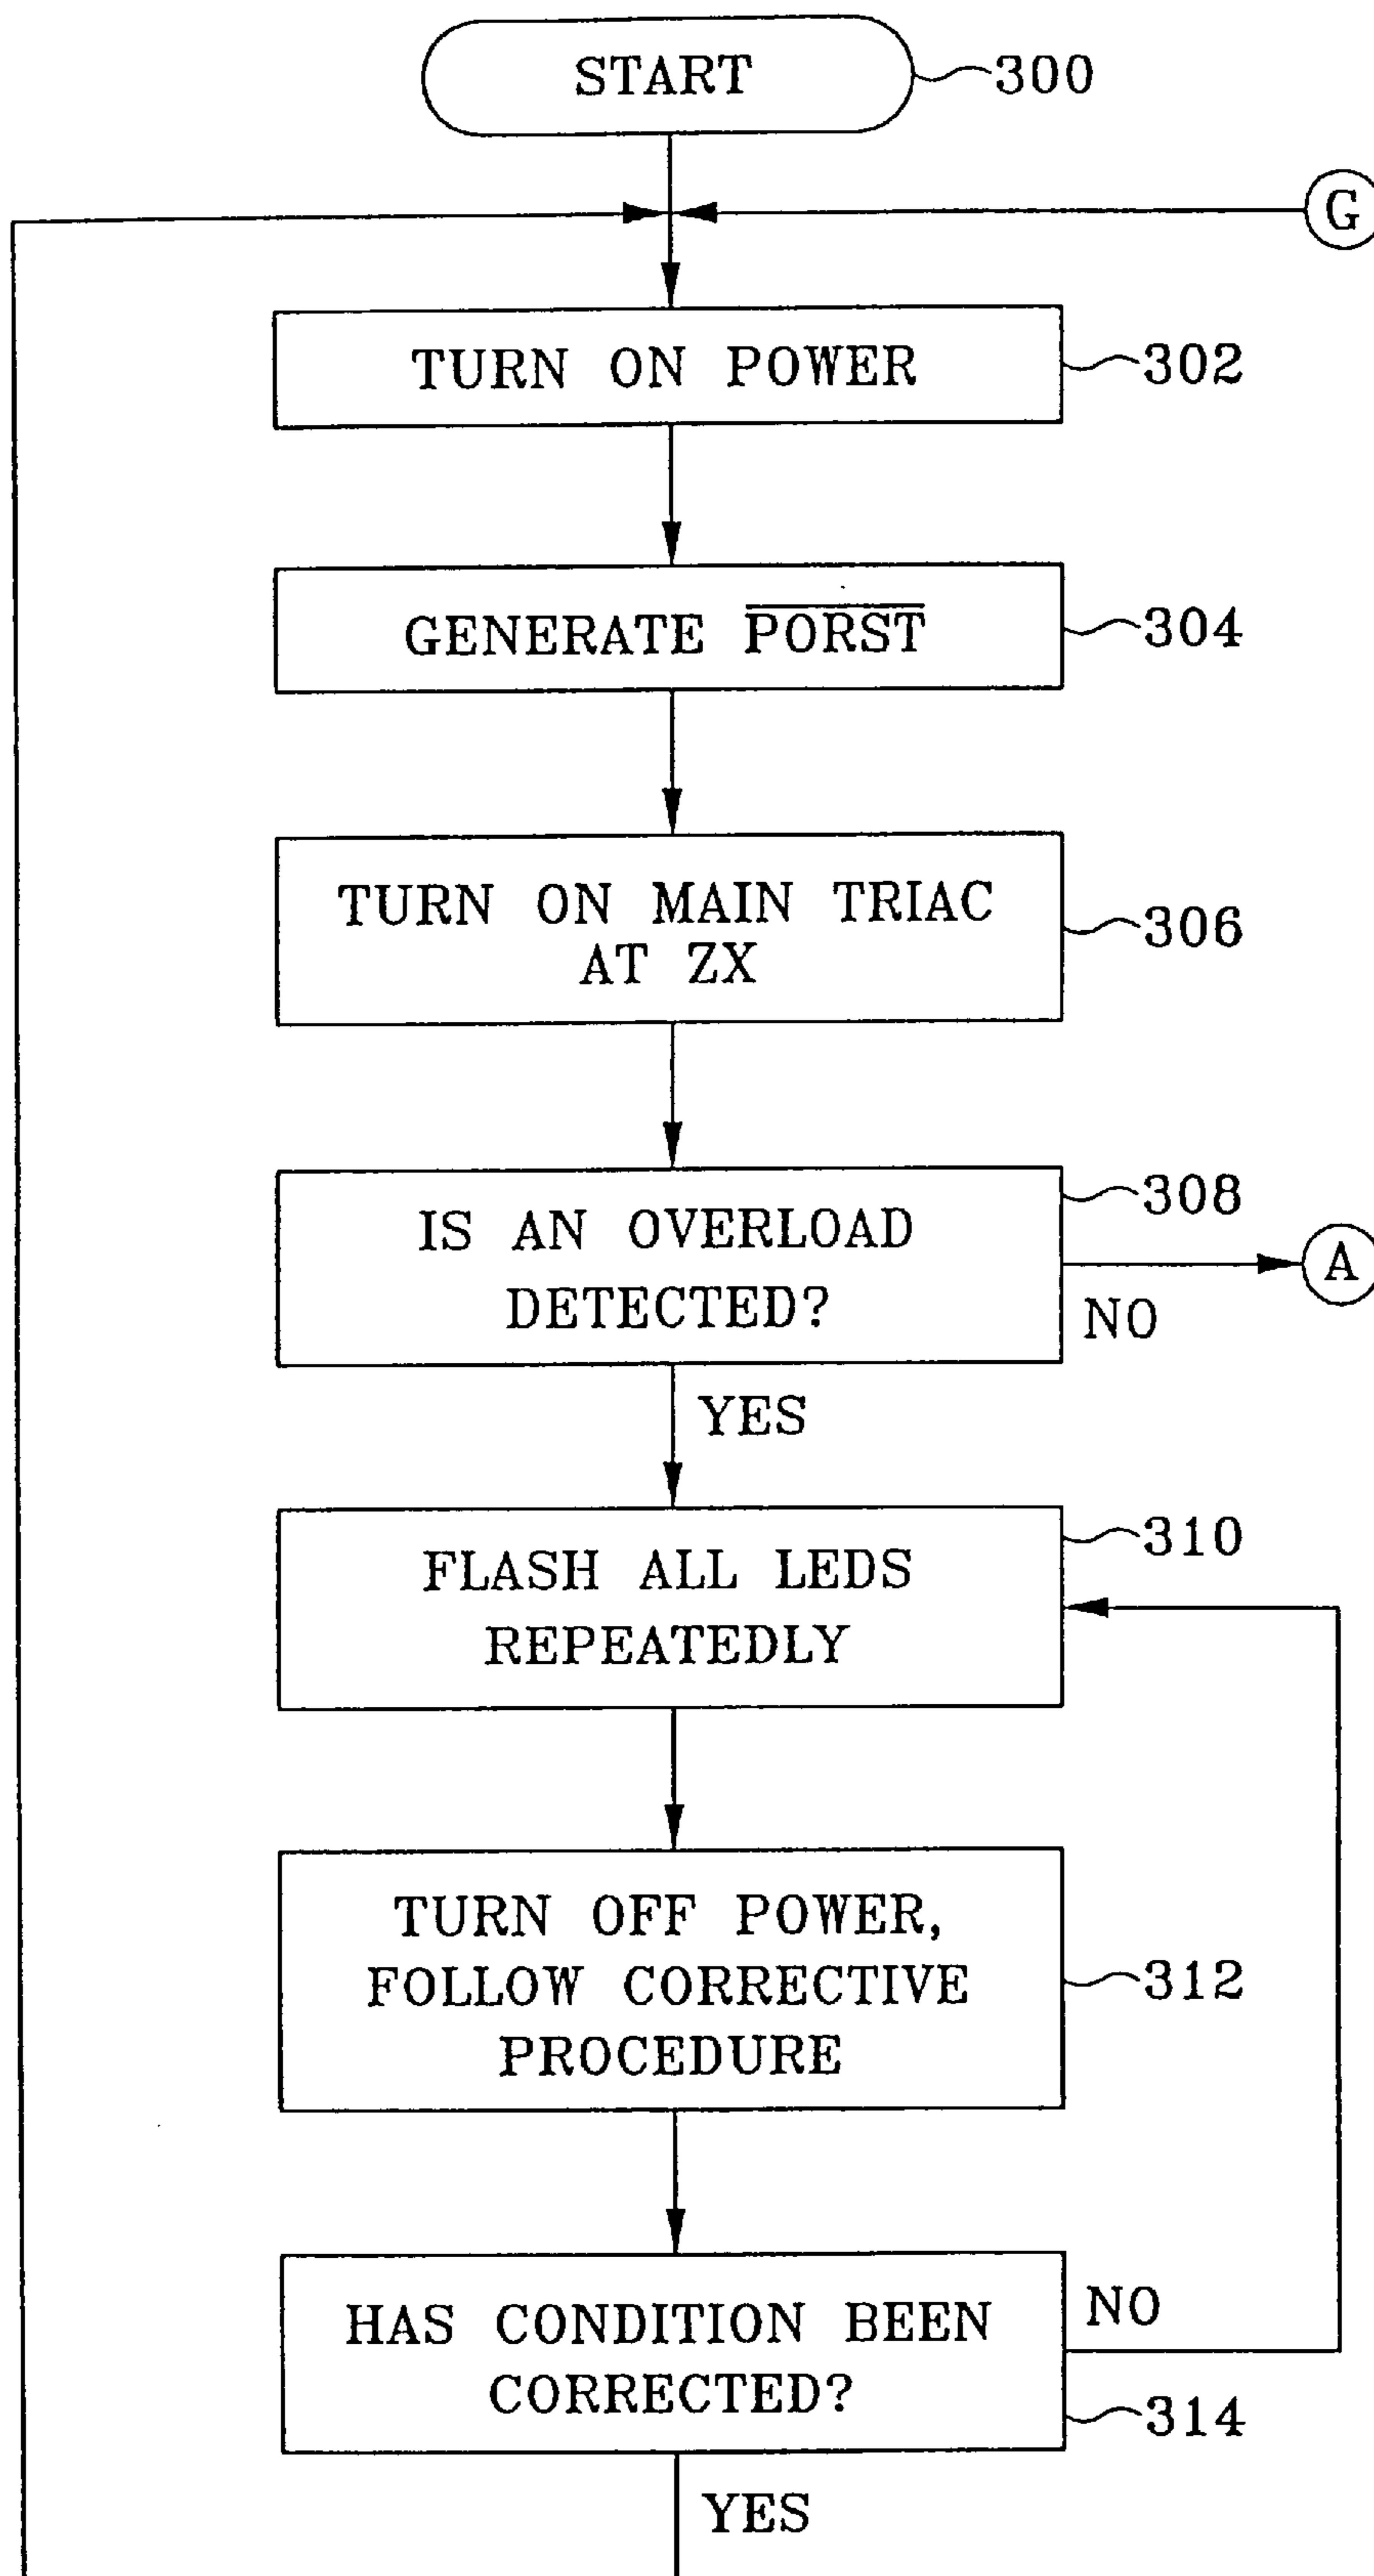 START
300
G
TURN ON POWER
302
GENERATE PORST
304
TURN ON MAIN TRIAC
AT ZX
306
IS AN OVERLOAD
DETECTED?
308
A
NO
YES
FLASH ALL LEDS
REPEATEDLY
310
TURN OFF POWER,
FOLLOW CORRECTIVE
PROCEDURE
312
HAS CONDITION BEEN
CORRECTED?
NO
314
YES